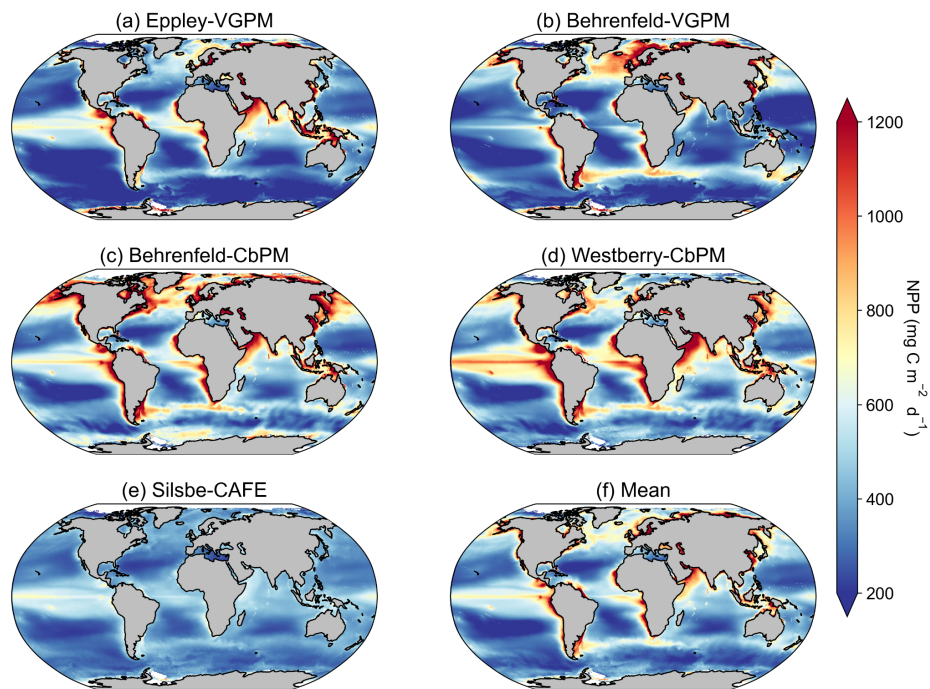 (a) Eppley-VGPM
(b) Behrenfeld-VGPM
(c) Behrenfeld-CbPM
(d) Westberry-CbPM
(e) Silsbe-CAFE
(f) Mean
1200
1000
800
600
400
200
NPP (mg C m⁻² d⁻¹)